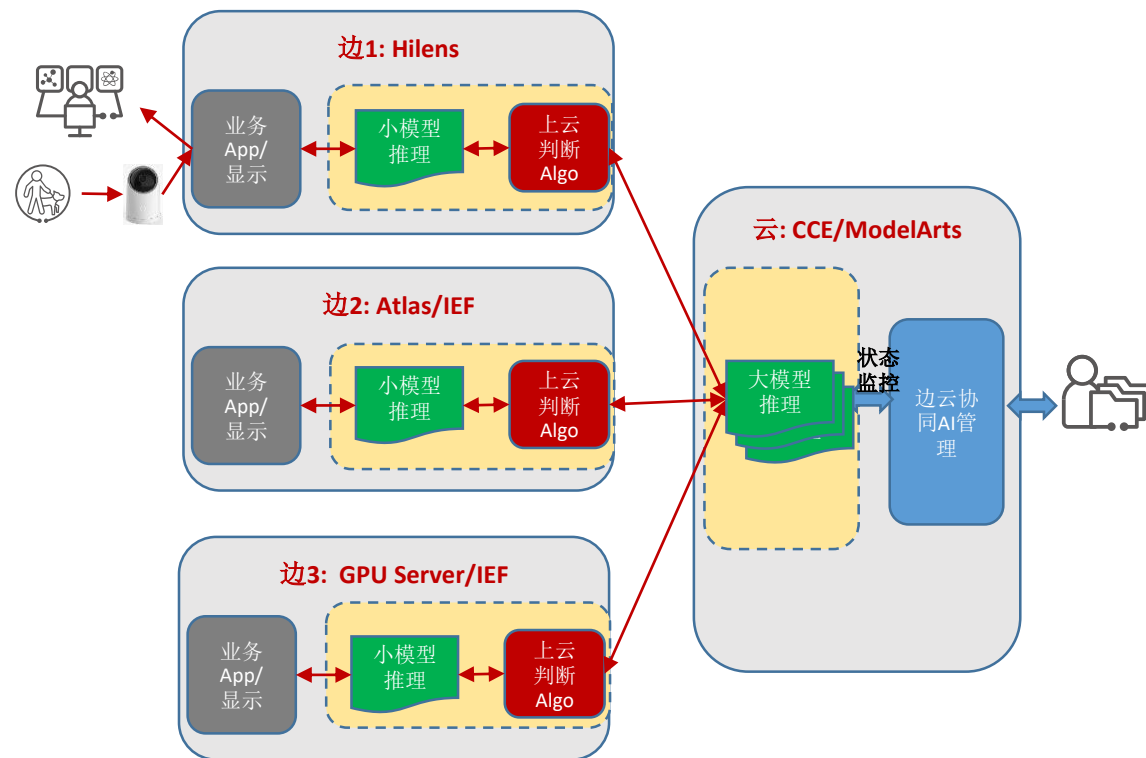 边1: Hilens
业务
App/
显示
小模型
推理
上云
判断
Algo
边2: Atlas/IEF
业务
App/
显示
小模型
推理
上云
判断
Algo
边3: GPU Server/IEF
业务
App/
显示
小模型
推理
上云
判断
Algo
云: CCE/ModelArts
大模型
推理
状态
监控
边云协
同AI管
理